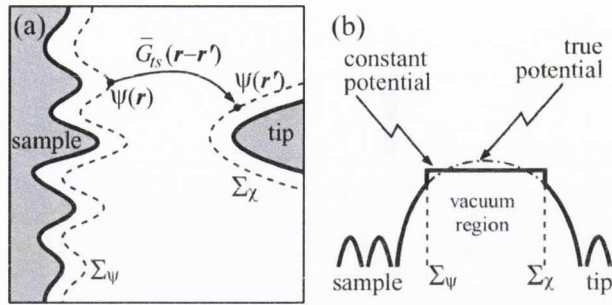 (a)
Ḡts(r−r')
ψ(r)
ψ(r')
sample
tip
Σχ
Σψ
(b)
constant
potential
true
potential
vacuum
region
sample
Σψ
Σχ
tip